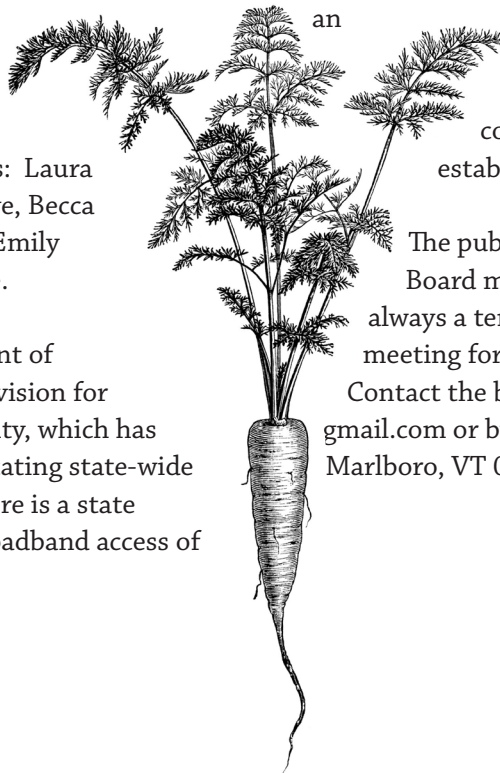 an
s: Laura
e, Becca
Emily
.
nt of
vision for
ty, which has
ating state-wide
re is a state
adband access of
co
estab
The pub
Board m
always a ter
meeting for
Contact the b
gmail.com or b
Marlboro, VT 0